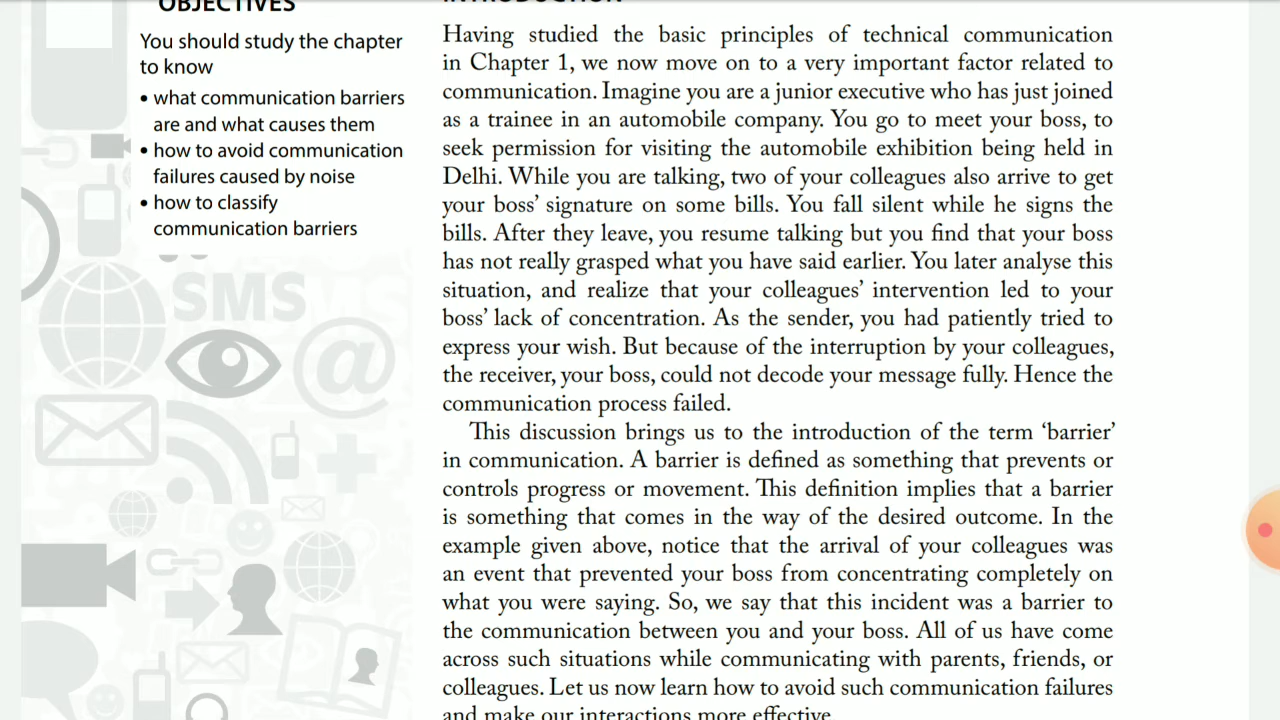 OBJECTIVES
You should study the chapter
to know
• what communication barriers
are and what causes them
• how to avoid communication
failures caused by noise
• how to classify
communication barriers
SMS
@
INTRODUCTION
Having studied the basic principles of technical communication
in Chapter 1, we now move on to a very important factor related to
communication. Imagine you are a junior executive who has just joined
as a trainee in an automobile company. You go to meet your boss, to
seek permission for visiting the automobile exhibition being held in
Delhi. While you are talking, two of your colleagues also arrive to get
your boss’ signature on some bills. You fall silent while he signs the
bills. After they leave, you resume talking but you find that your boss
has not really grasped what you have said earlier. You later analyse this
situation, and realize that your colleagues’ intervention led to your
boss’ lack of concentration. As the sender, you had patiently tried to
express your wish. But because of the interruption by your colleagues,
the receiver, your boss, could not decode your message fully. Hence the
communication process failed.
This discussion brings us to the introduction of the term ‘barrier’
in communication. A barrier is defined as something that prevents or
controls progress or movement. This definition implies that a barrier
is something that comes in the way of the desired outcome. In the
example given above, notice that the arrival of your colleagues was
an event that prevented your boss from concentrating completely on
what you were saying. So, we say that this incident was a barrier to
the communication between you and your boss. All of us have come
across such situations while communicating with parents, friends, or
colleagues. Let us now learn how to avoid such communication failures
and make our interactions more effective.